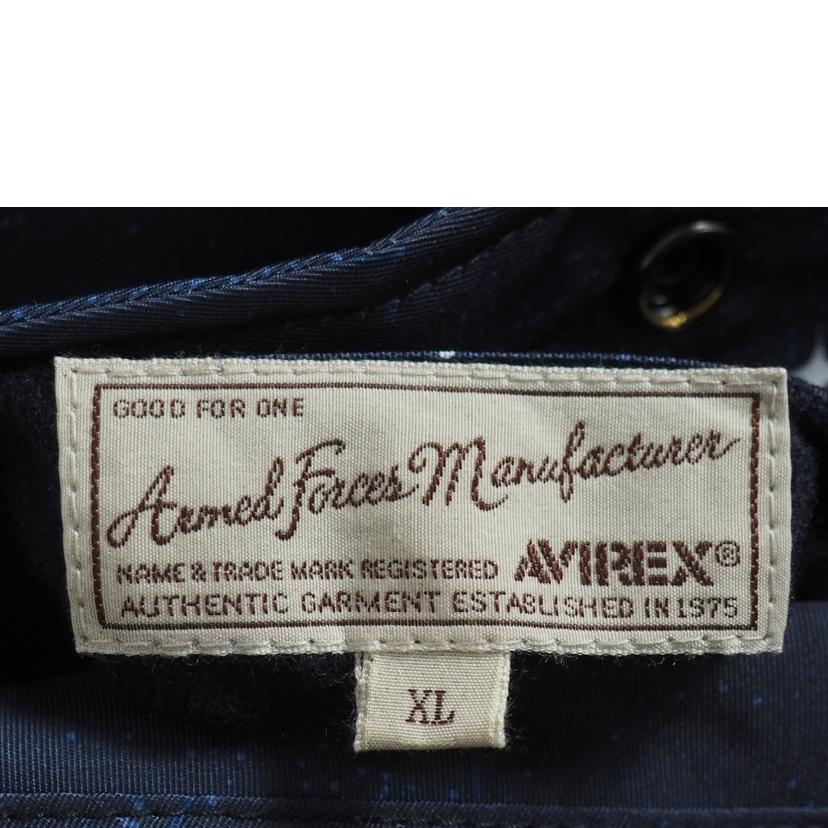 GOOD FOR ONE
Armed Forces Manufacturer
NAME & TRADE MARK REGISTERED AVIREX®
AUTHENTIC GARMENT ESTABLISHED IN 1975
XL